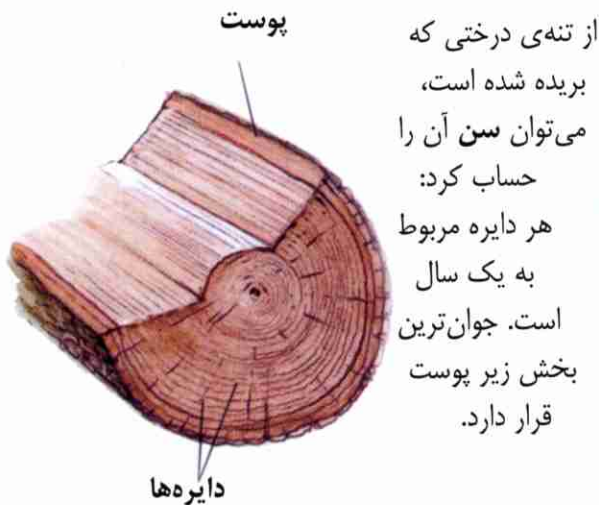 پوست
از تنه‌ی درختی که
بریده شده است،
می‌توان سن آن را
حساب کرد:
هر دایره مربوط
به یک سال
است. جوان‌ترین
بخش زیر پوست
قرار دارد.
دایره‌ها